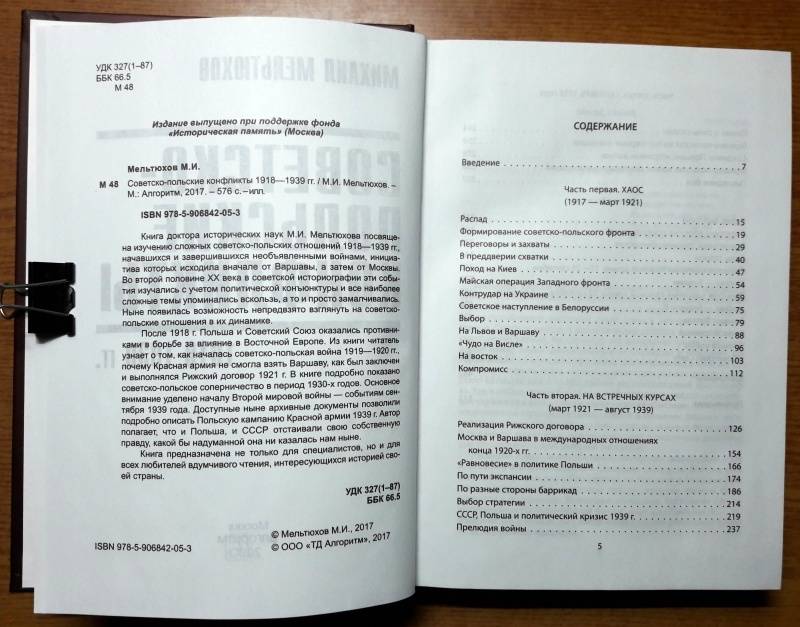 УДК 327(1–87)
ББК 66.5
М 48
Издание выпущено при поддержке фонда
«Историческая память» (Москва)
Мельтюхов М.И.
М 48 Советско-польские конфликты 1918—1939 гг. / М.И. Мельтюхов. –
М.: Алгоритм, 2017. – 576 с. – илл.
ISBN 978-5-906842-05-3
Книга доктора исторических наук М.И. Мельтюхова посвяще-
на изучению сложных советско-польских отношений 1918—1939 гг.,
начавшихся и завершившихся необъявленными войнами, инициа-
тива которых исходила вначале от Варшавы, а затем от Москвы.
Во второй половине XX века в советской историографии эти собы-
тия изучались с учетом политической конъюнктуры и все наиболее
сложные темы упоминались вскользь, а то и просто замалчивались.
Ныне появилась возможность непредвзято взглянуть на советско-
польские отношения в их динамике.
После 1918 г. Польша и Советский Союз оказались противни-
ками в борьбе за влияние в Восточной Европе. Из книги читатель
узнает о том, как началась советско-польская война 1919—1920 гг.,
почему Красная армия не смогла взять Варшаву, как был заключен
и выполнялся Рижский договор 1921 г. В книге подробно показано
советско-польское соперничество в период 1930-х годов. Основное
внимание уделено началу Второй мировой войны — событиям сен-
тября 1939 года. Доступные ныне архивные документы позволили
подробно описать Польскую кампанию Красной армии 1939 г. Автор
полагает, что и Польша, и СССР отстаивали свою собственную
правду, какой бы надуманной она ни казалась нам ныне.
Книга предназначена не только для специалистов, но и для
всех любителей вдумчивого чтения, интересующихся историей сво-
ей страны.
УДК 327(1–87)
ББК 66.5
© Мельтюхов М.И., 2017
ISBN 978-5-906842-05-3 © ООО «ТД Алгоритм», 2017
СОДЕРЖАНИЕ
Введение 7
Часть первая. ХАОС
(1917 — март 1921)
Распад 15
Формирование советско-польского фронта 19
Переговоры и захваты 29
В преддверии схватки 40
Поход на Киев 47
Майская операция Западного фронта 54
Контрудар на Украине 59
Советское наступление в Белоруссии 75
Выбор 79
На Львов и Варшаву 88
«Чудо на Висле» 96
На восток 103
Компромисс 112
Часть вторая. НА ВСТРЕЧНЫХ КУРСАХ
(март 1921 — август 1939)
Реализация Рижского договора 126
Москва и Варшава в международных отношениях
конца 1920-х гг. 154
«Равновесие» в политике Польши 166
По пути экспансии 174
По разные стороны баррикад 186
Выбор стратегии 214
СССР, Польша и политический кризис 1939 г. 219
Прелюдия войны 237
5